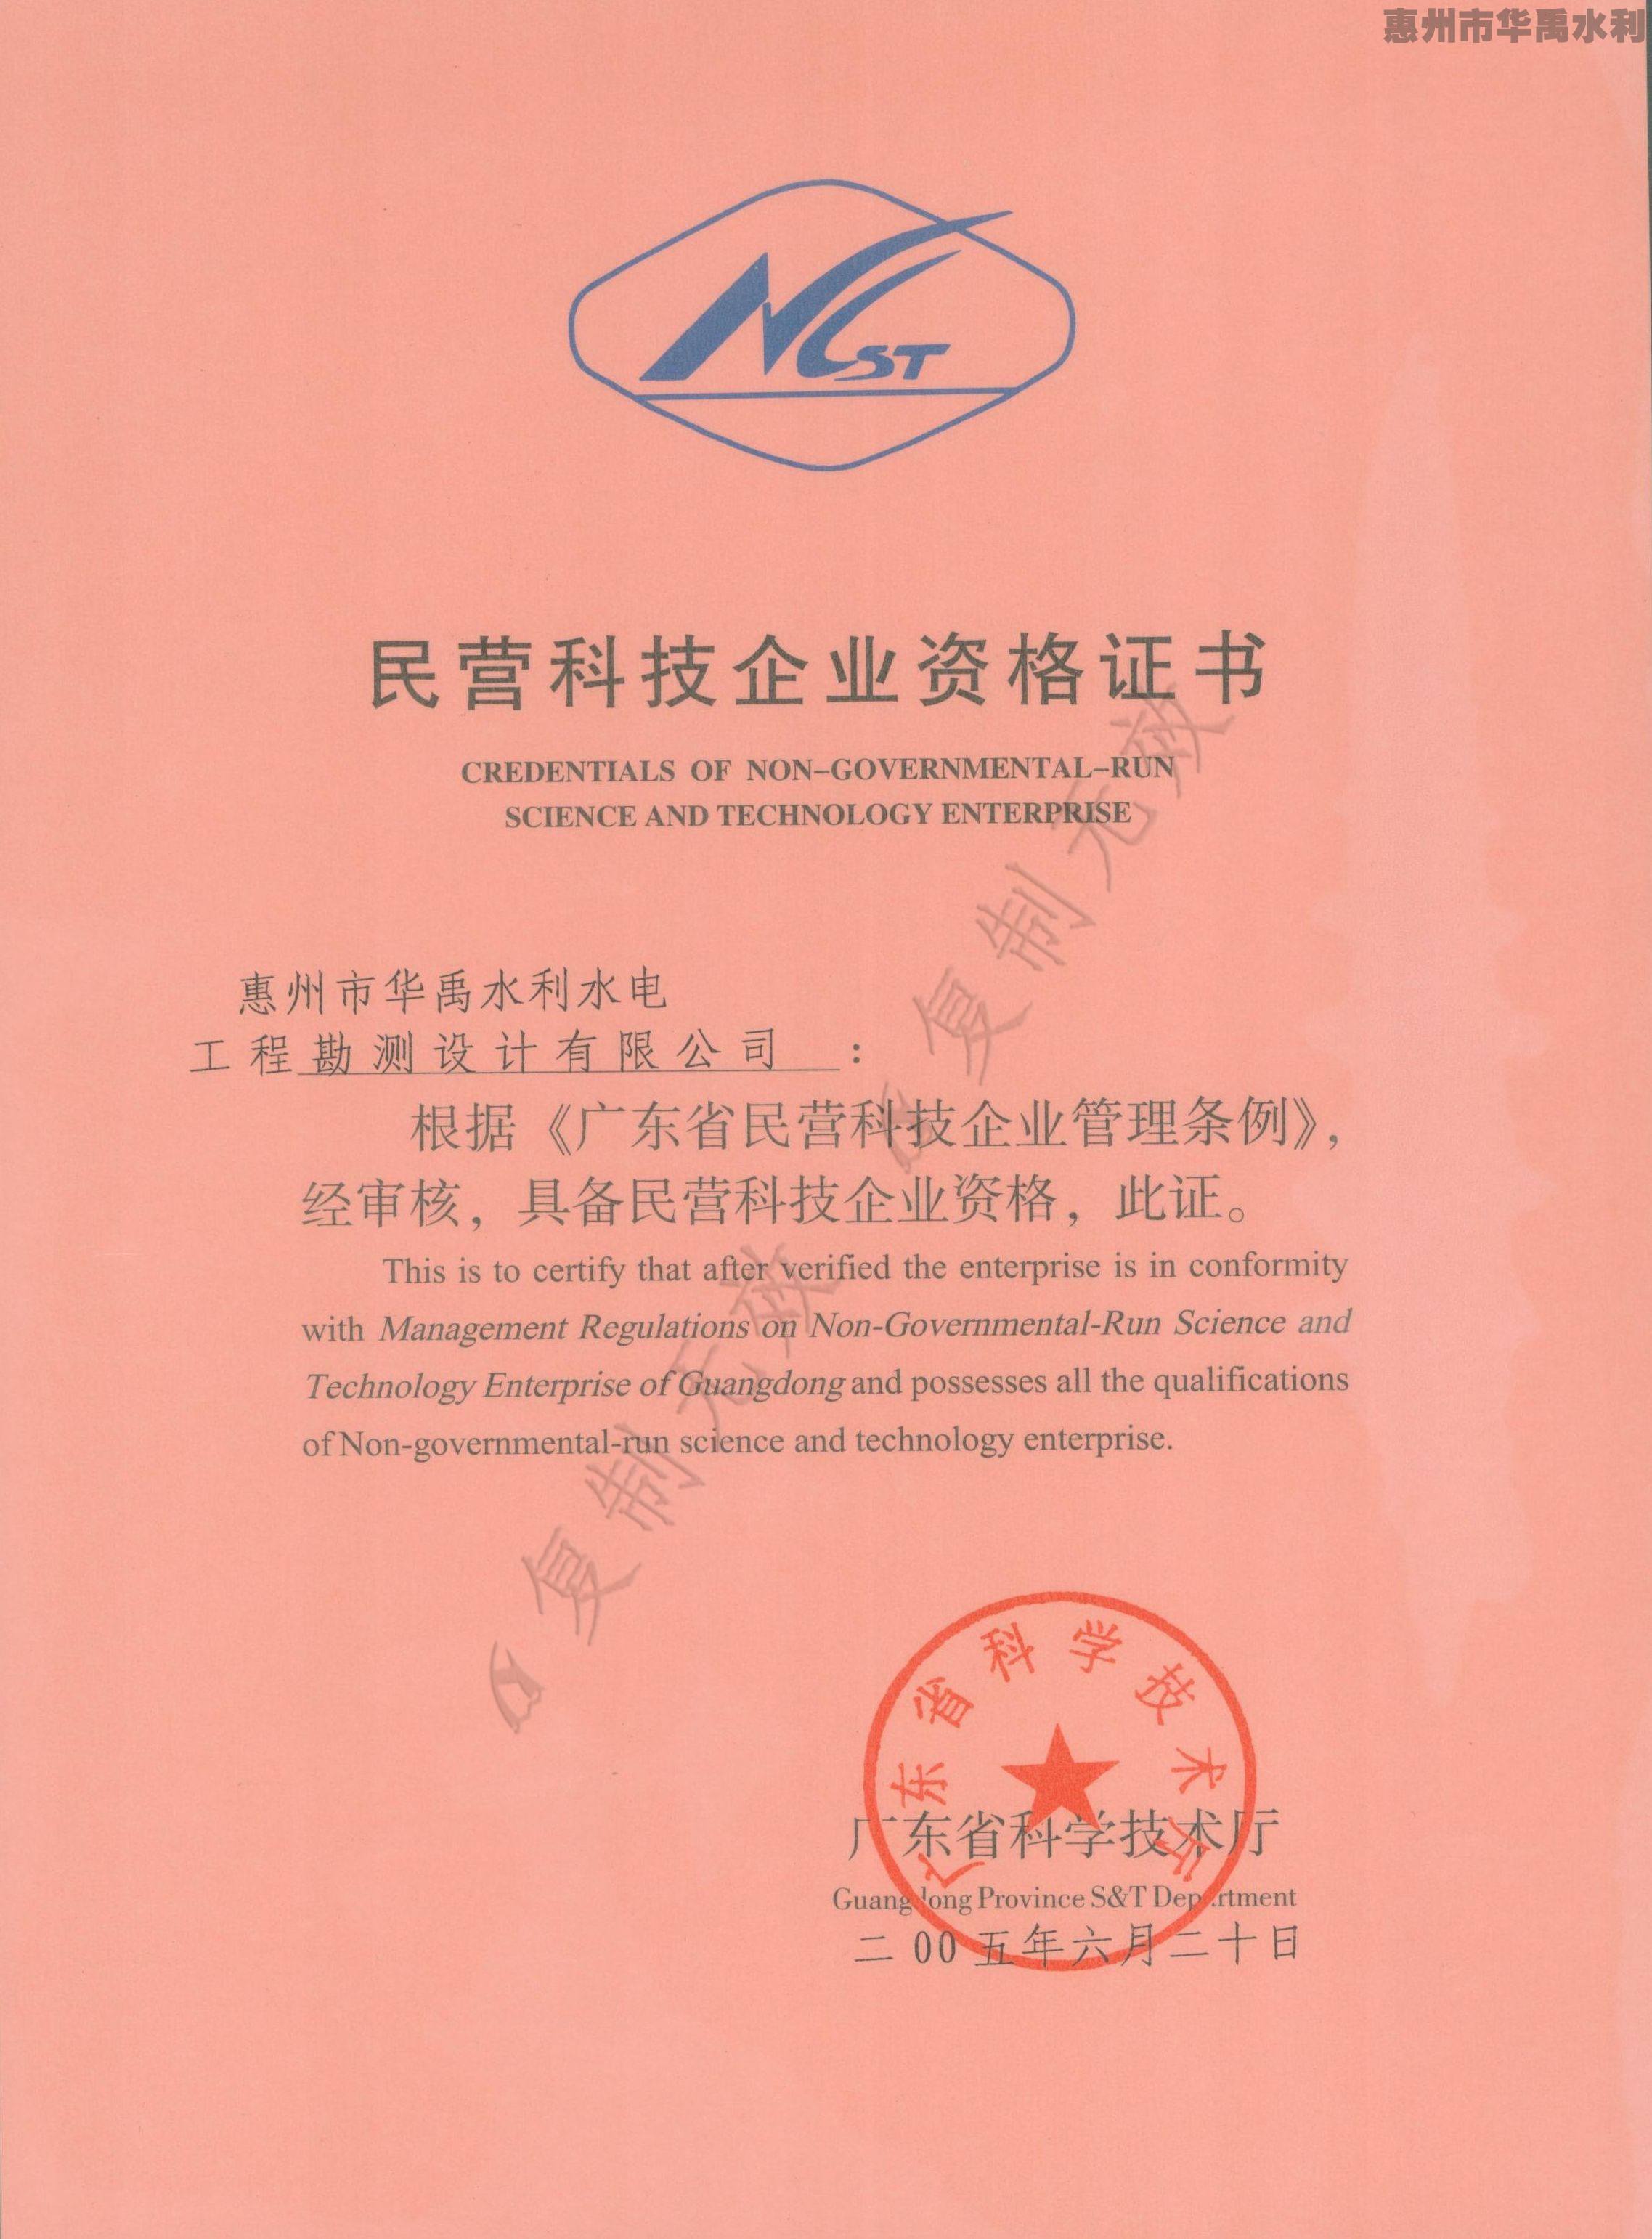 惠州市华禹水利
NCST
民营科技企业资格证书
CREDENTIALS OF NON-GOVERNMENTAL-RUN
SCIENCE AND TECHNOLOGY ENTERPRISE
惠州市华禹水利水电
工程勘测设计有限公司：
根据《广东省民营科技企业管理条例》，
经审核，具备民营科技企业资格，此证。
This is to certify that after verified the enterprise is in conformity
with Management Regulations on Non-Governmental-Run Science and
Technology Enterprise of Guangdong and possesses all the qualifications
of Non-governmental-run science and technology enterprise.
复制无效
复制无效
广东省科学技术厅
广东省科学技术厅
Guangdong Province S&T Department
二00五年六月二十日